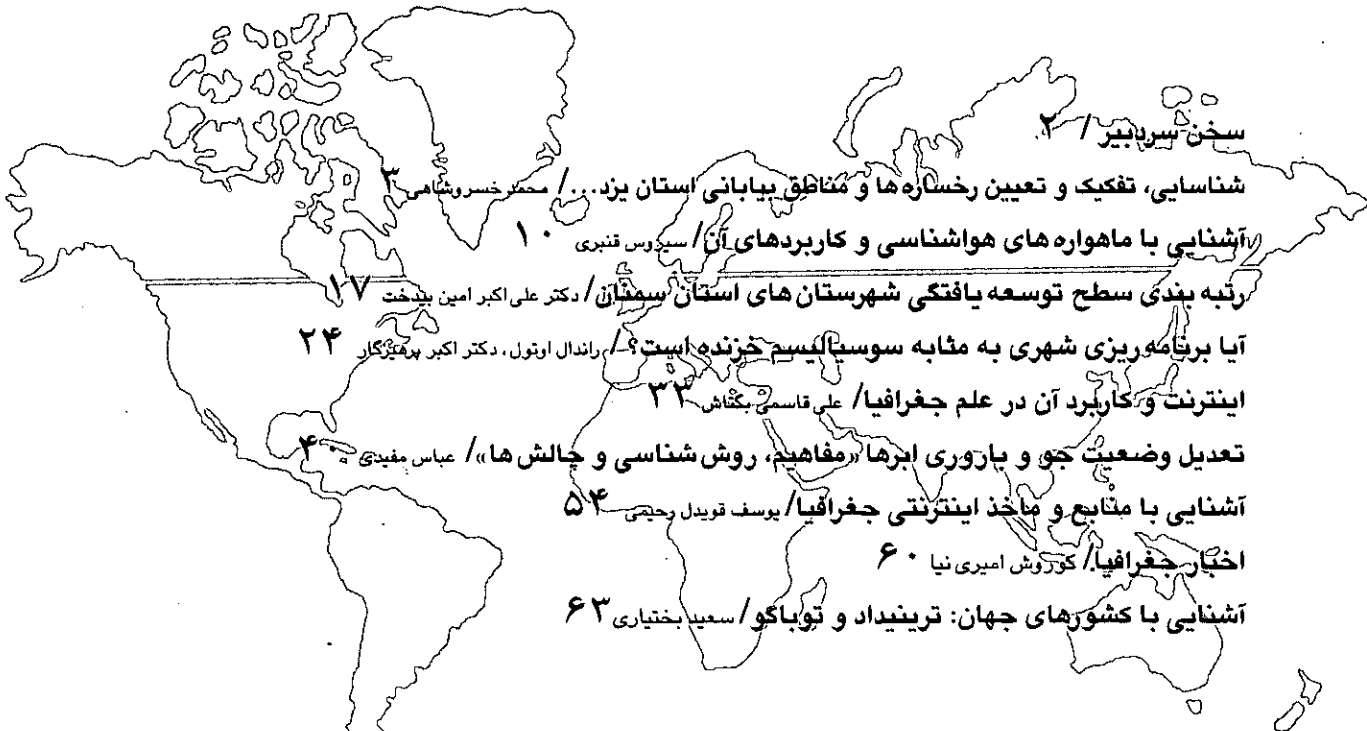 سخن سردبیر / ۲
شناسایی، تفکیک و تعیین رخساره‌ها و مناطق بیابانی استان یزد.../ محمد خسروشاهی ۳
آشنایی با ماهواره‌های هواشناسی و کاربردهای آن/ سیروس قنبری ۱۰
رتبه بندی سطح توسعه یافتگی شهرستان‌های استان سمنان/ دکتر علی اکبر امین بیدخت ۱۷
آیا برنامه‌ریزی شهری به مثابه سوسیالیسم خزنده است؟/ راندال اوتول، دکتر اکبر پرهیزگار ۲۴
اینترنت و کاربرد آن در علم جغرافیا/ علی قاسمی بگتاش ۳۳
تعدیل وضعیت جو و باروری ابرها «مفاهیم، روش شناسی و چالش‌ها»/ عباس مفیدی ۴۰
آشنایی با منابع و مآخذ اینترنتی جغرافیا/ یوسف قویدل رحیمی ۵۴
اخبار جغرافیا/ کوروش امیری نیا ۶۰
آشنایی با کشورهای جهان: ترینیداد و توباگو/ سعید بختیاری ۶۳